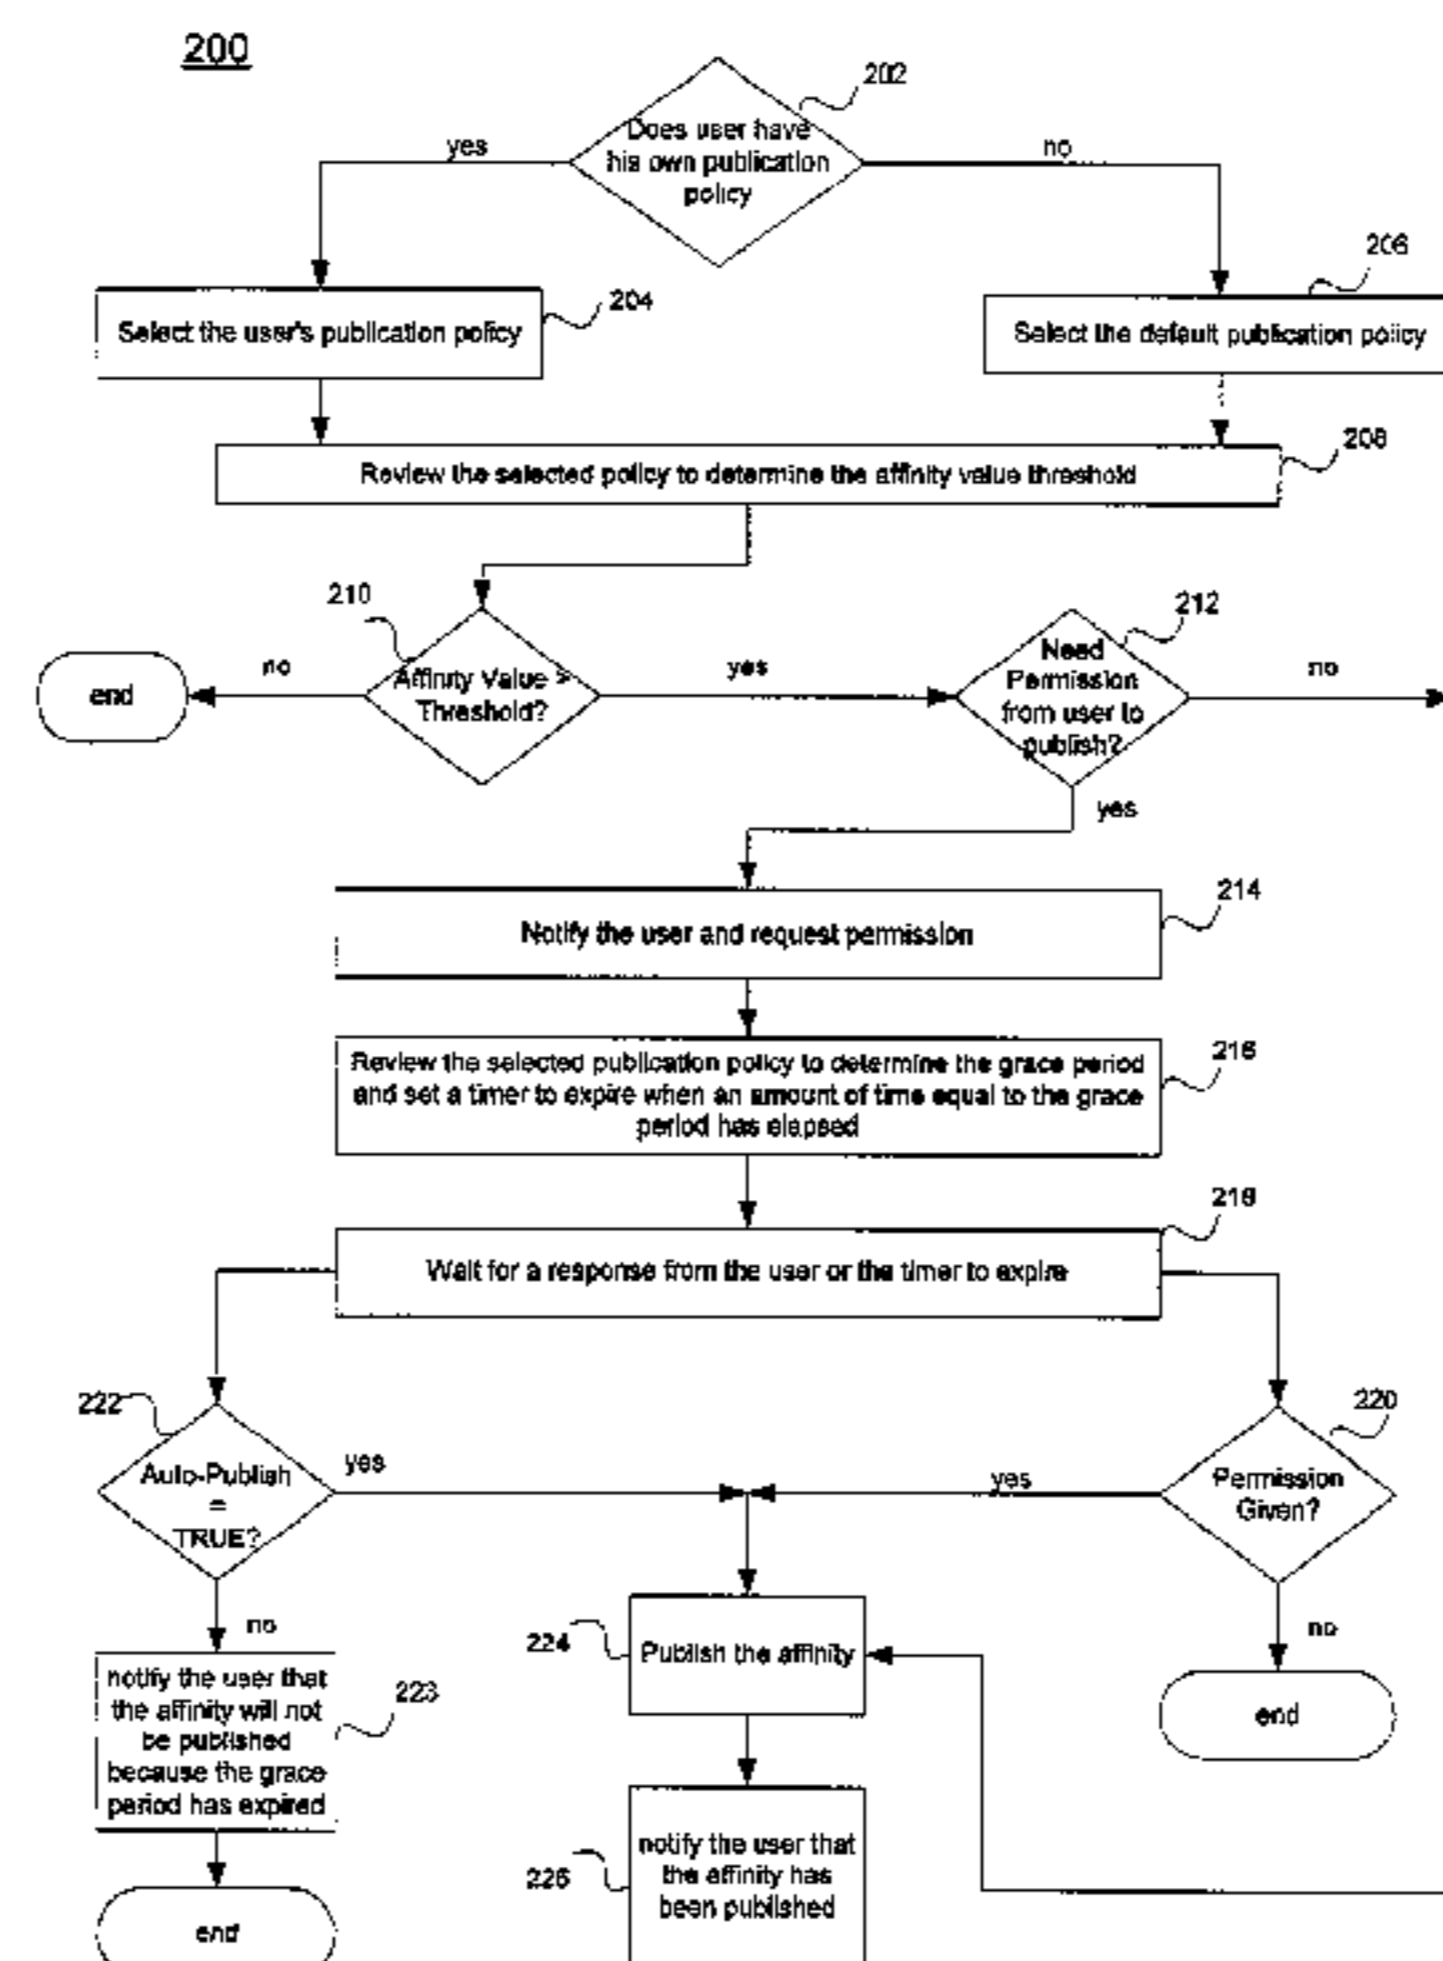 200
202
Does user have
his own publication
policy
yes
no
204
206
Select the user's publication policy
Select the default publication policy
208
Review the selected policy to determine the affinity value threshold
210
212
end
no
Affinity Value >
Threshold?
yes
Need
Permission
from user to
publish?
no
yes
214
Notify the user and request permission
216
Review the selected publication policy to determine the grace period
and set a timer to expire when an amount of time equal to the grace
period has elapsed
218
Wait for a response from the user or the timer to expire
222
220
Auto-Publish
=
TRUE?
yes
yes
Permission
Given?
no
no
224
Publish the affinity
notify the user that
the affinity will not
be published
because the grace
period has expired
223
end
226
notify the user that
the affinity has
been published
end